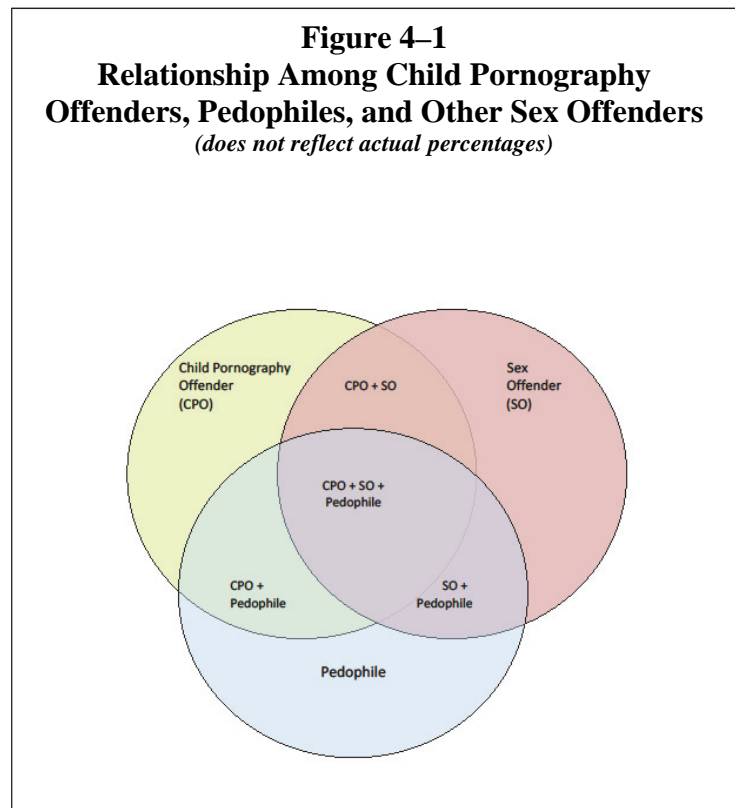 Figure 4–1
Relationship Among Child Pornography
Offenders, Pedophiles, and Other Sex Offenders
(does not reflect actual percentages)
Child Pornography
Offender
(CPO)
CPO + SO
Sex
Offender
(SO)
CPO + SO +
Pedophile
CPO +
Pedophile
SO +
Pedophile
Pedophile